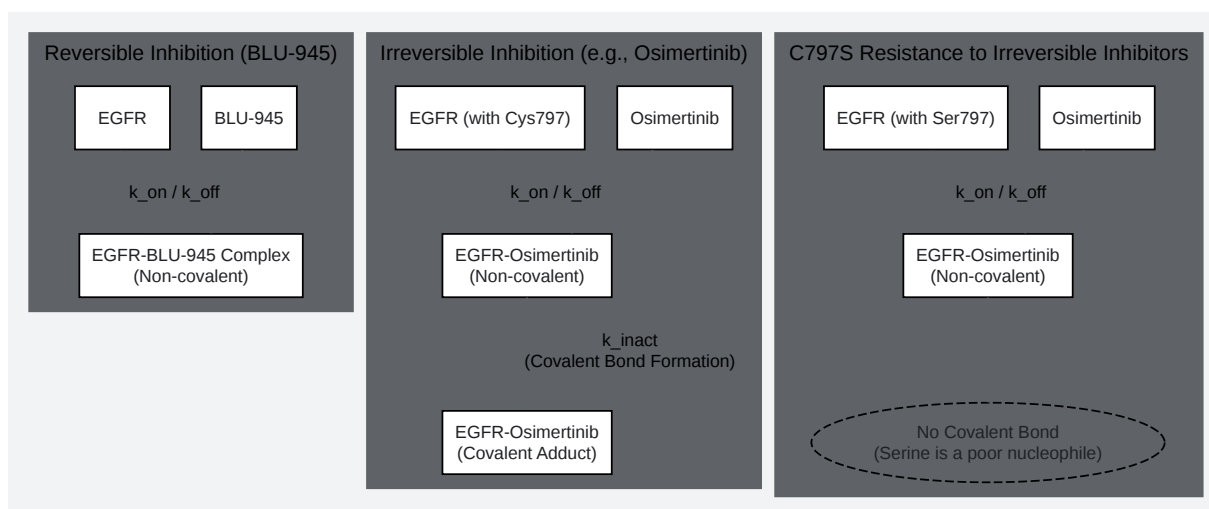 Reversible Inhibition (BLU-945)
EGFR
BLU-945
k_on / k_off
EGFR-BLU-945 Complex
(Non-covalent)
Irreversible Inhibition (e.g., Osimertinib)
EGFR (with Cys797)
Osimertinib
k_on / k_off
EGFR-Osimertinib
(Non-covalent)
k_inact
(Covalent Bond Formation)
EGFR-Osimertinib
(Covalent Adduct)
C797S Resistance to Irreversible Inhibitors
EGFR (with Ser797)
Osimertinib
k_on / k_off
EGFR-Osimertinib
(Non-covalent)
No Covalent Bond
(Serine is a poor nucleophile)